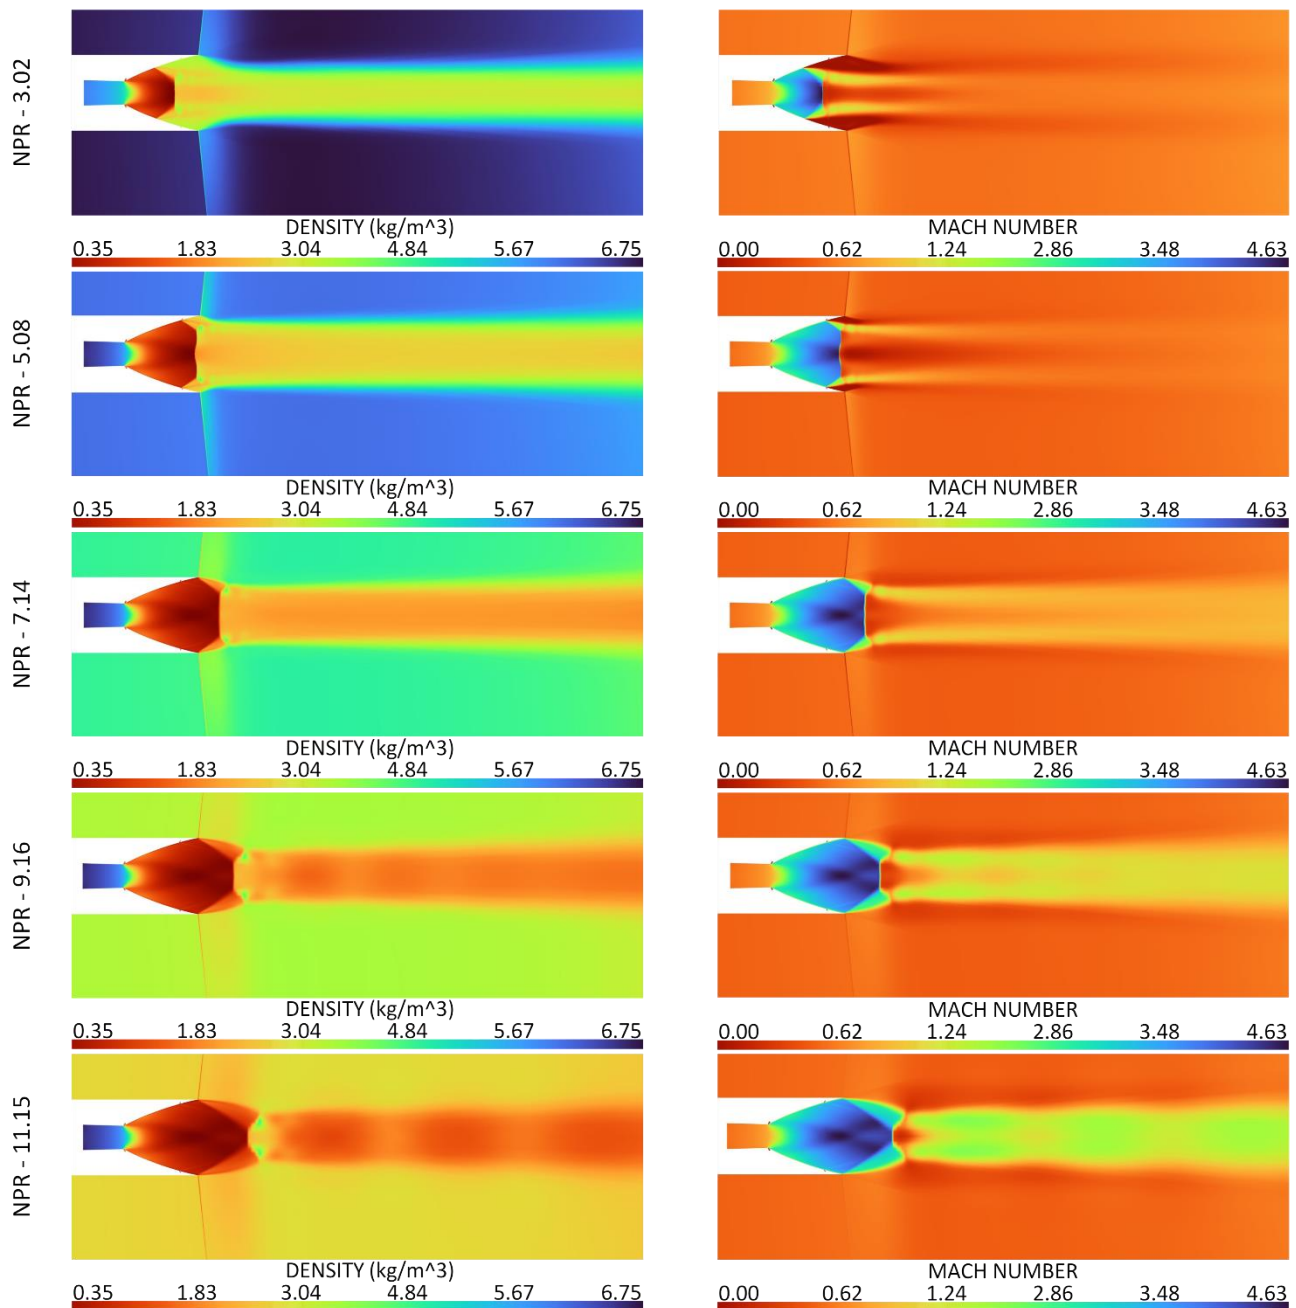 NPR - 3.02
DENSITY (kg/m^3)
0.35 1.83 3.04 4.84 5.67 6.75
MACH NUMBER
0.00 0.62 1.24 2.86 3.48 4.63
NPR - 5.08
DENSITY (kg/m^3)
0.35 1.83 3.04 4.84 5.67 6.75
MACH NUMBER
0.00 0.62 1.24 2.86 3.48 4.63
NPR - 7.14
DENSITY (kg/m^3)
0.35 1.83 3.04 4.84 5.67 6.75
MACH NUMBER
0.00 0.62 1.24 2.86 3.48 4.63
NPR - 9.16
DENSITY (kg/m^3)
0.35 1.83 3.04 4.84 5.67 6.75
MACH NUMBER
0.00 0.62 1.24 2.86 3.48 4.63
NPR - 11.15
DENSITY (kg/m^3)
0.35 1.83 3.04 4.84 5.67 6.75
MACH NUMBER
0.00 0.62 1.24 2.86 3.48 4.63